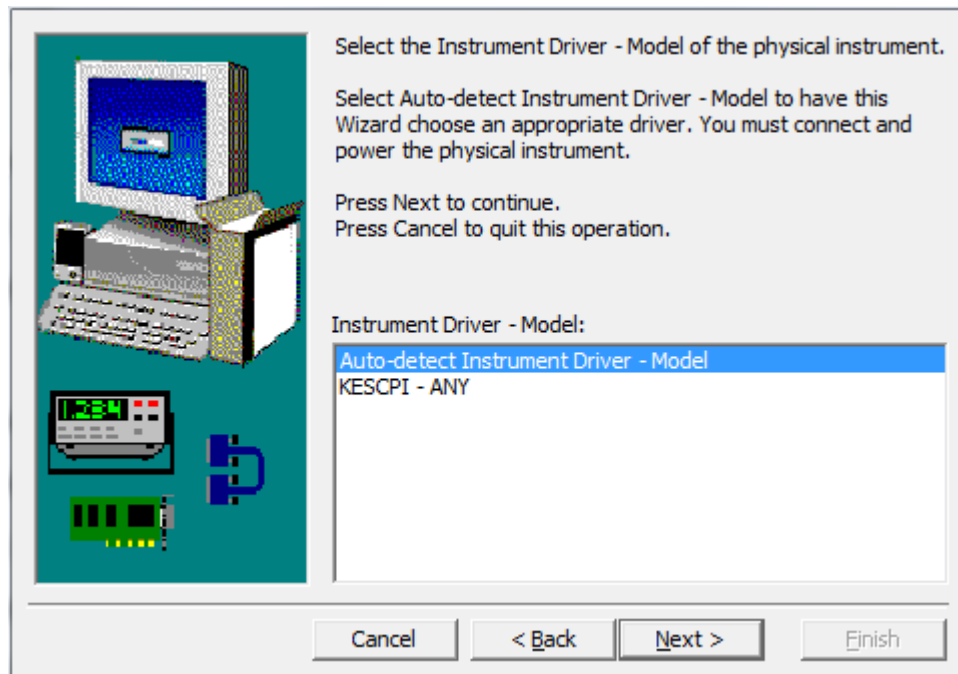 Select the Instrument Driver - Model of the physical instrument.
Select Auto-detect Instrument Driver - Model to have this
Wizard choose an appropriate driver. You must connect and
power the physical instrument.
Press Next to continue.
Press Cancel to quit this operation.
1.234
Instrument Driver - Model:
Auto-detect Instrument Driver - Model
KESCPI - ANY
Cancel
< Back
Next >
Finish